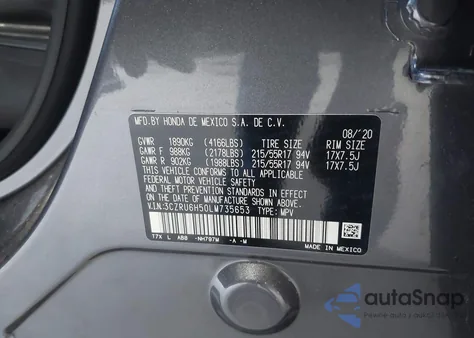 MFD.BY HONDA DE MEXICO S.A. DE C.V. 08/'20
GVWR 1890KG (4166LBS) TIRE SIZE RIM SIZE
GAWR F 988KG (2178LBS) 215/55R17 94V 17X7.5J
GAWR R 902KG (1988LBS) 215/55R17 94V 17X7.5J
THIS VEHICLE CONFORMS TO ALL APPLICABLE
FEDERAL MOTOR VEHICLE SAFETY
AND THEFT PREVENTION STANDARDS IN EFFECT
ON THE DATE OF MANUFACTURE SHOWN ABOVE.
V.I.N:3CZRU6H50LM735653 TYPE: MPV
T7X L ABB -NH797M -A -M MADE IN MEXICO
autoSnap